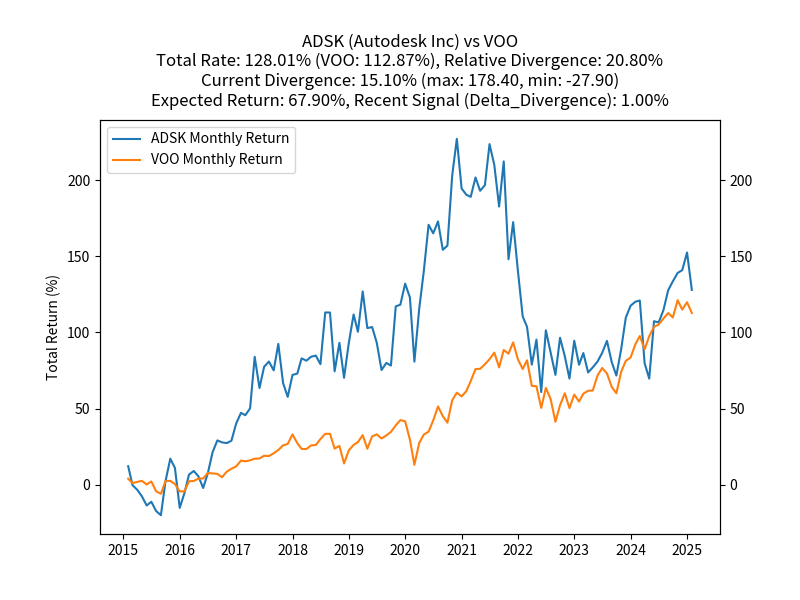 ADSK (Autodesk Inc) vs VOO
Total Rate: 128.01% (VOO: 112.87%), Relative Divergence: 20.80%
Current Divergence: 15.10% (max: 178.40, min: -27.90)
Expected Return: 67.90%, Recent Signal (Delta_Divergence): 1.00%
ADSK Monthly Return
VOO Monthly Return
Total Return (%)
200
150
100
50
0
200
150
100
50
0
2015 2016 2017 2018 2019 2020 2021 2022 2023 2024 2025